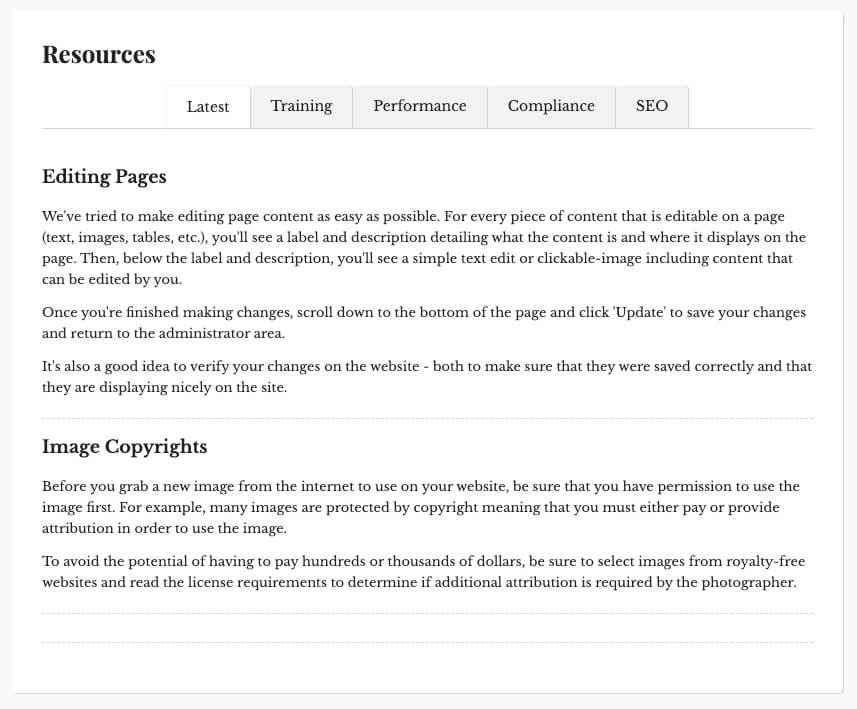 Resources
Latest Training Performance Compliance SEO
Editing Pages
We've tried to make editing page content as easy as possible. For every piece of content that is editable on a page
(text, images, tables, etc.), you'll see a label and description detailing what the content is and where it displays on the
page. Then, below the label and description, you'll see a simple text edit or clickable-image including content that
can be edited by you.
Once you're finished making changes, scroll down to the bottom of the page and click 'Update' to save your changes
and return to the administrator area.
It's also a good idea to verify your changes on the website - both to make sure that they were saved correctly and that
they are displaying nicely on the site.
Image Copyrights
Before you grab a new image from the internet to use on your website, be sure that you have permission to use the
image first. For example, many images are protected by copyright meaning that you must either pay or provide
attribution in order to use the image.
To avoid the potential of having to pay hundreds or thousands of dollars, be sure to select images from royalty-free
websites and read the license requirements to determine if additional attribution is required by the photographer.